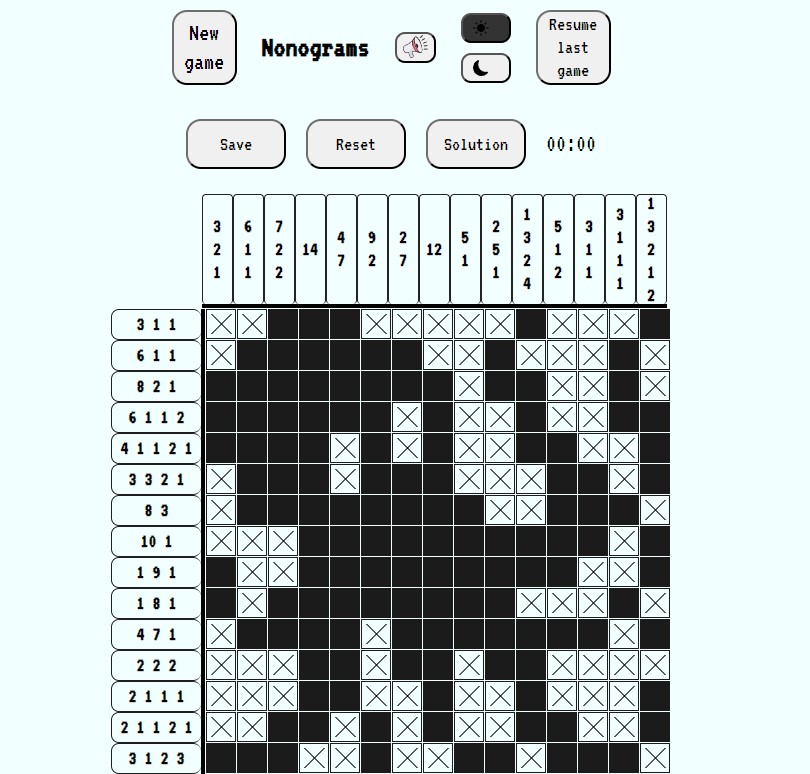 New game
Nonograms
Resume last game
Save
Reset
Solution
00:00
3 2 1
6 1 1
7 2 2
14
4 7
9 2
2 7
12
5 1
2 5 1
1 3 2 4
5 1 2
3 1 1
3 1 1 1
1 3 2 1 2
3 1 1
6 1 1
8 2 1
6 1 1 2
4 1 1 2 1
3 3 2 1
8 3
10 1
1 9 1
1 8 1
4 7 1
2 2 2
2 1 1 1
2 1 1 2 1
3 1 2 3